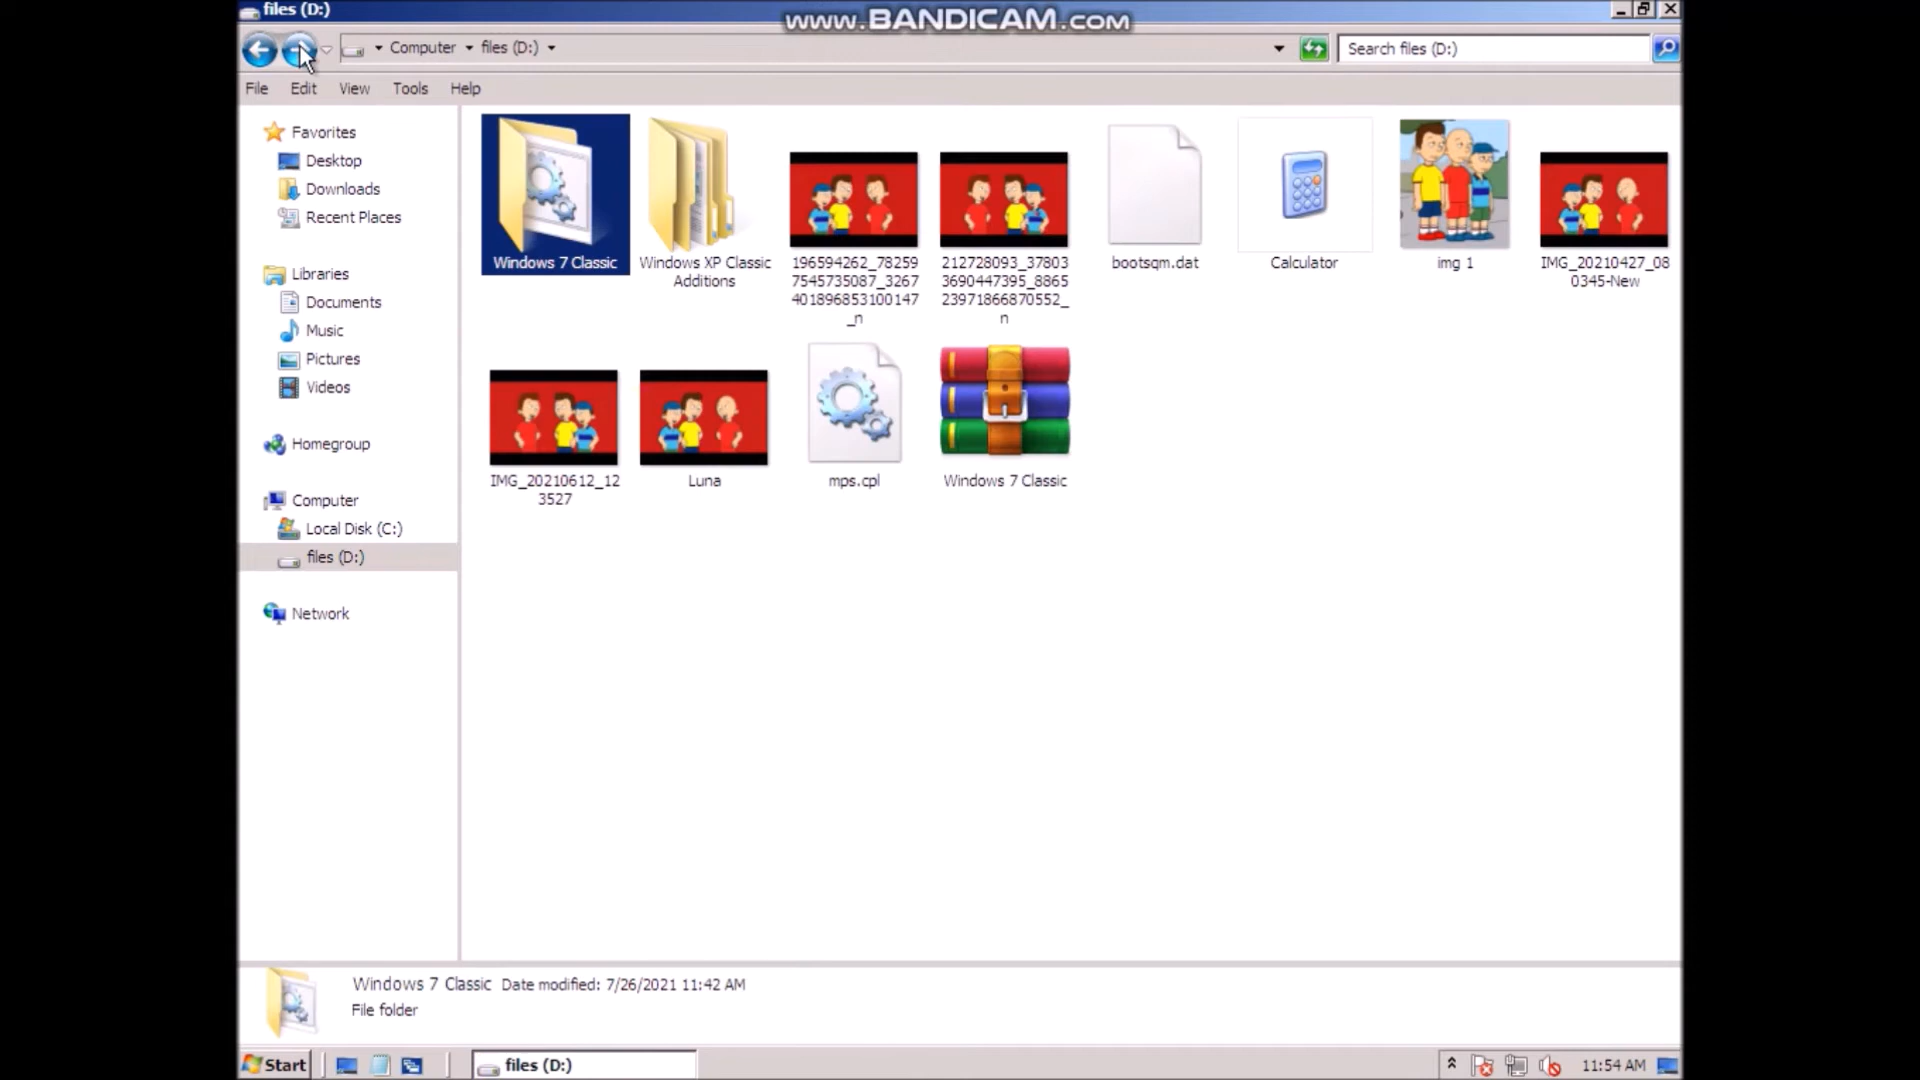 files (D:)
www.BANDICAM.com
Computer
files (D:)
Search files (D:)
File Edit View Tools Help
Favorites
Desktop
Downloads
Recent Places
Libraries
Documents
Music
Pictures
Videos
Homegroup
Computer
Local Disk (C:)
files (D:)
Network
Windows 7 Classic
Windows XP Classic
Additions
196594262_78259
7545735087_3267
401896853100147
_n
212728093_37803
3690447395_8865
23971866870552_
n
bootsqm.dat
Calculator
img 1
IMG_20210427_08
0345-New
IMG_20210612_12
3527
Luna
mps.cpl
Windows 7 Classic
Windows 7 Classic Date modified: 7/26/2021 11:42 AM
File folder
Start
files (D:)
11:54 AM